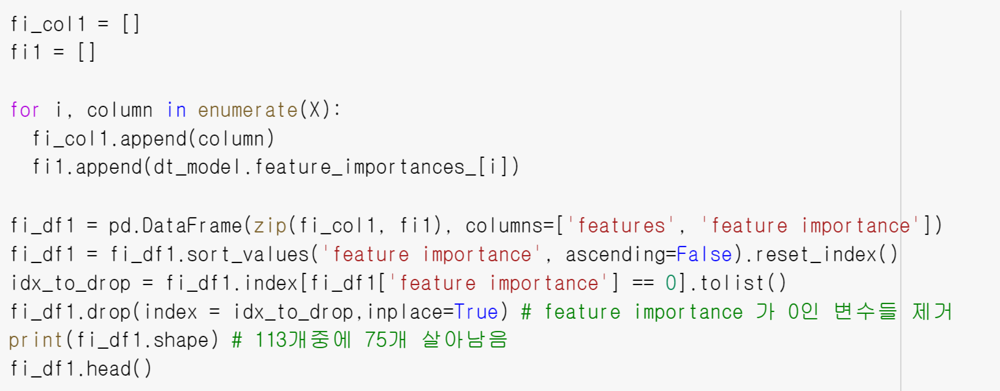 fi_col1 = []
fi1 = []
for i, column in enumerate(X):
  fi_col1.append(column)
  fi1.append(dt_model.feature_importances_[i])
fi_df1 = pd.DataFrame(zip(fi_col1, fi1), columns=['features', 'feature importance'])
fi_df1 = fi_df1.sort_values('feature importance', ascending=False).reset_index()
idx_to_drop = fi_df1.index[fi_df1['feature importance'] == 0].tolist()
fi_df1.drop(index = idx_to_drop,inplace=True) # feature importance 가 0인 변수들 제거
print(fi_df1.shape) # 113개중에 75개 살아남음
fi_df1.head()